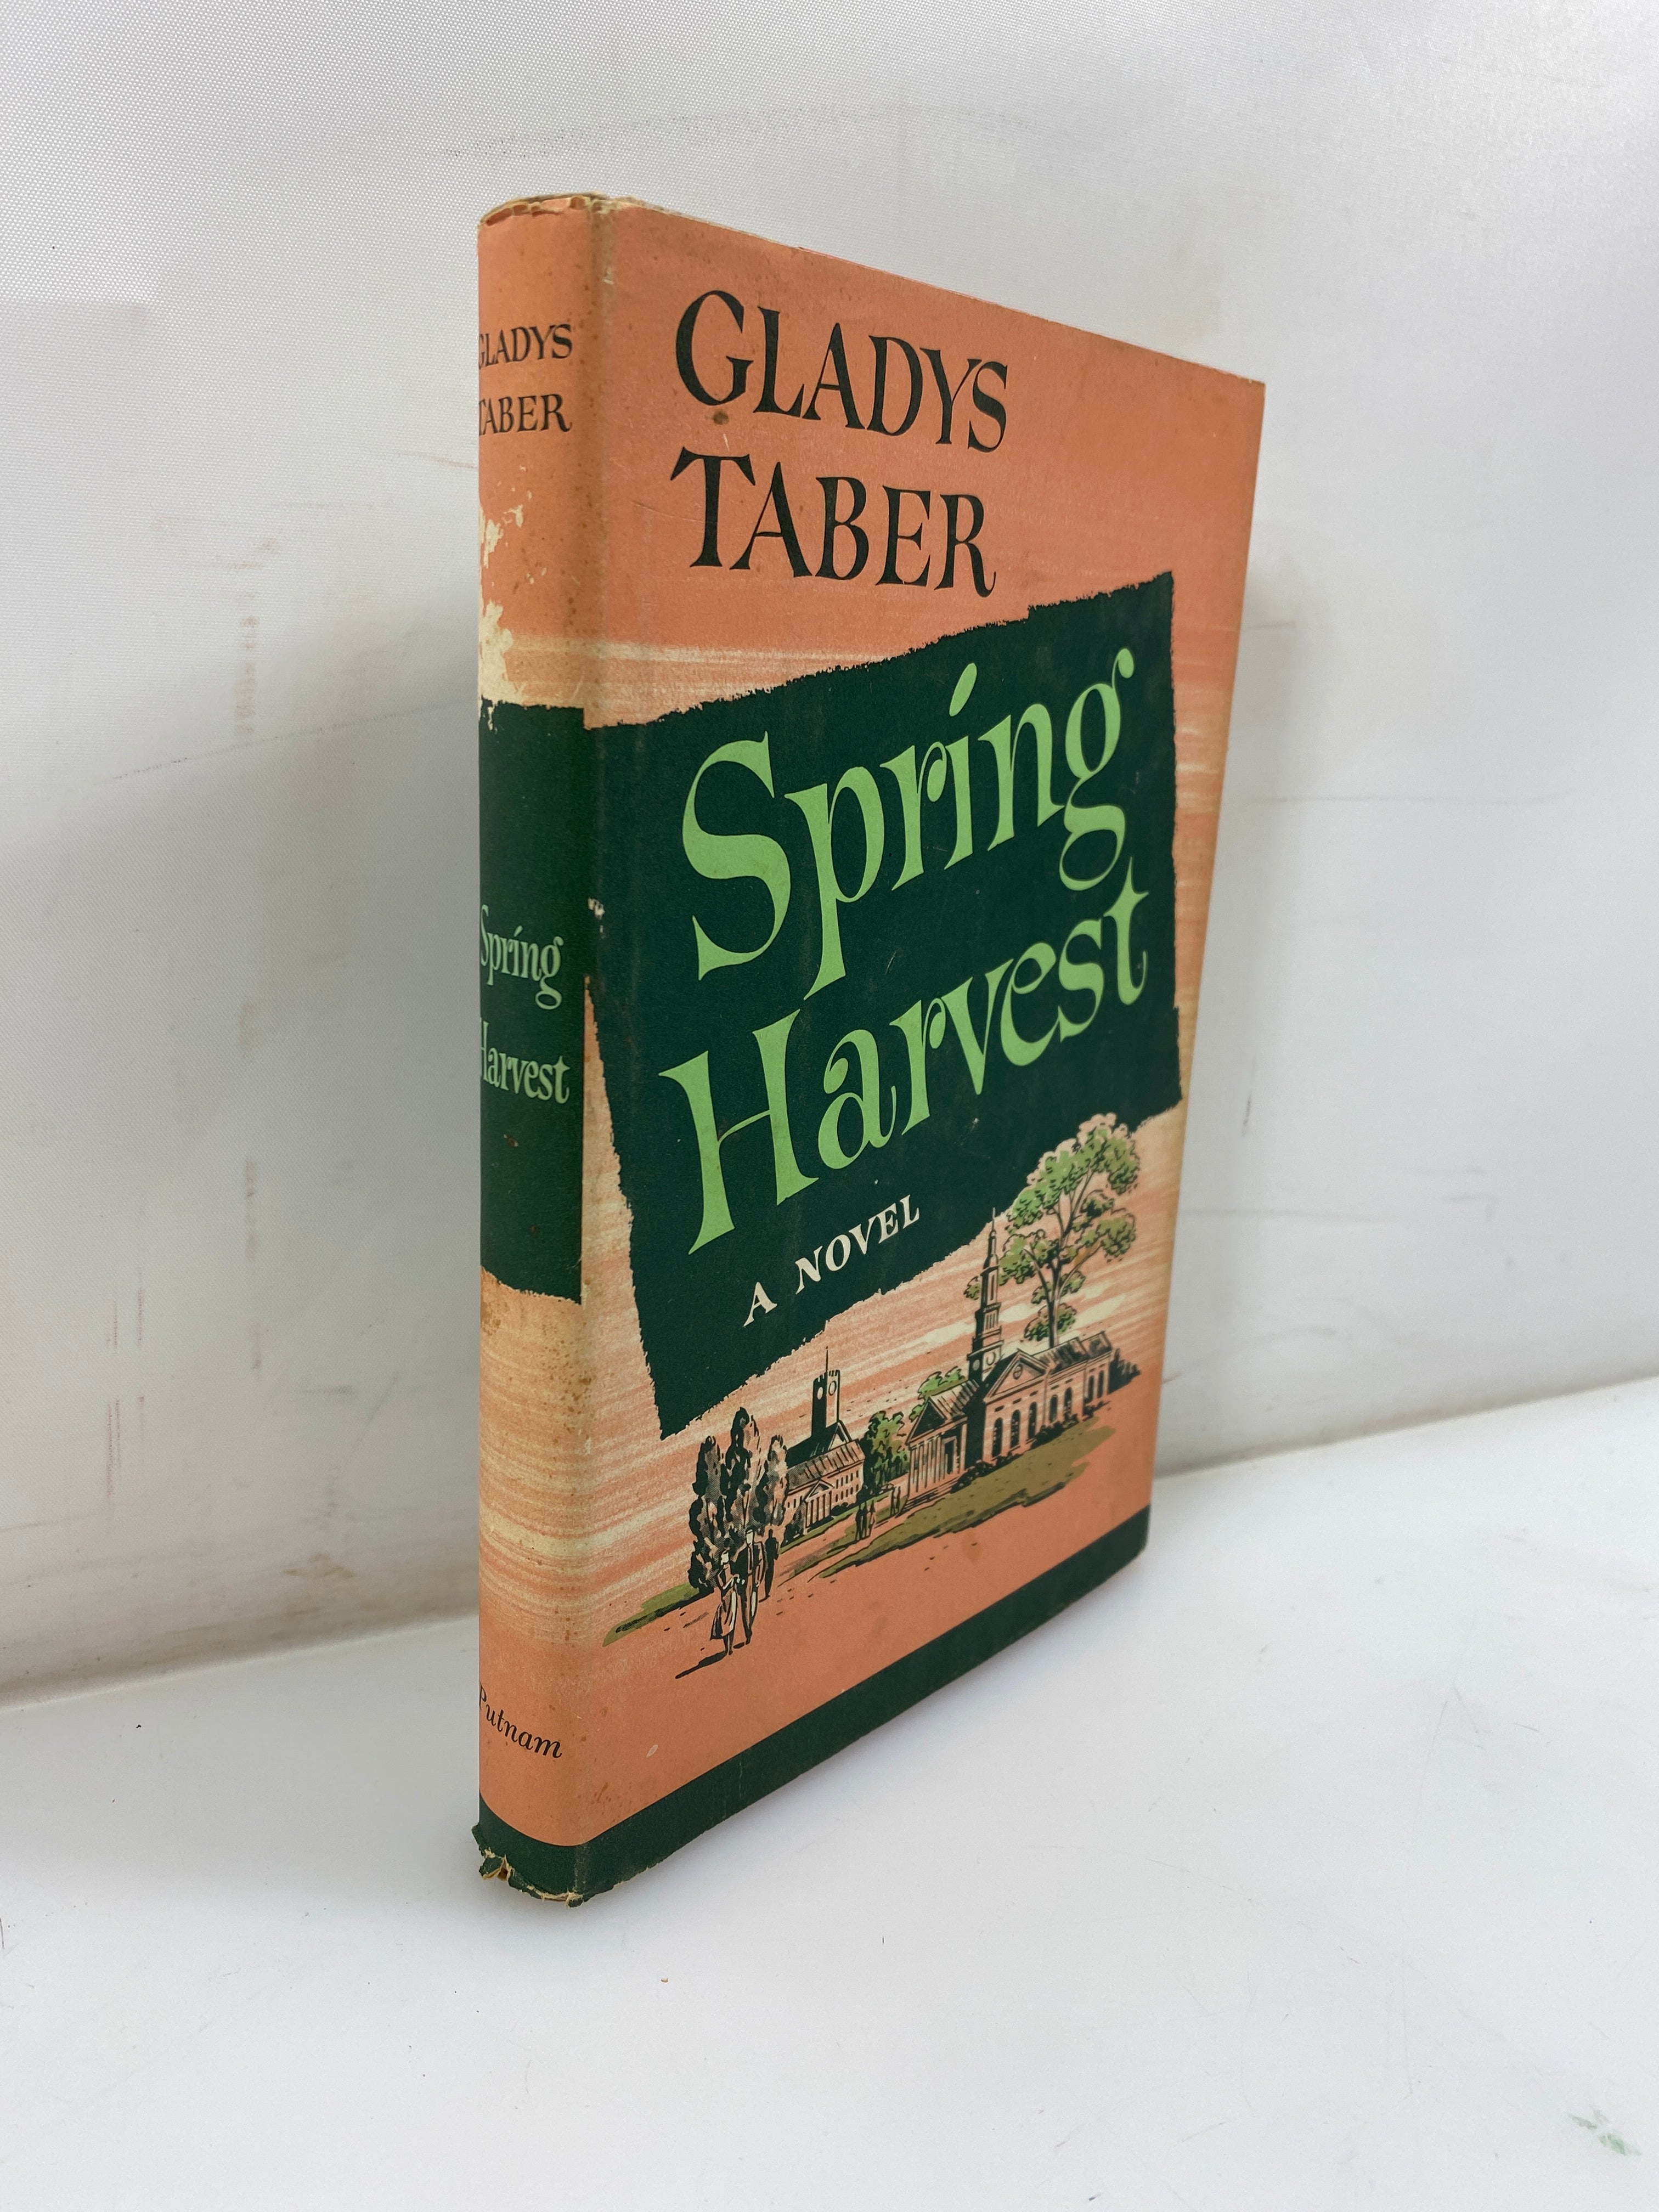 GLADYS
TABER
Spring
Harvest
Putnam
GLADYS
TABER
Spring
Harvest
A NOVEL